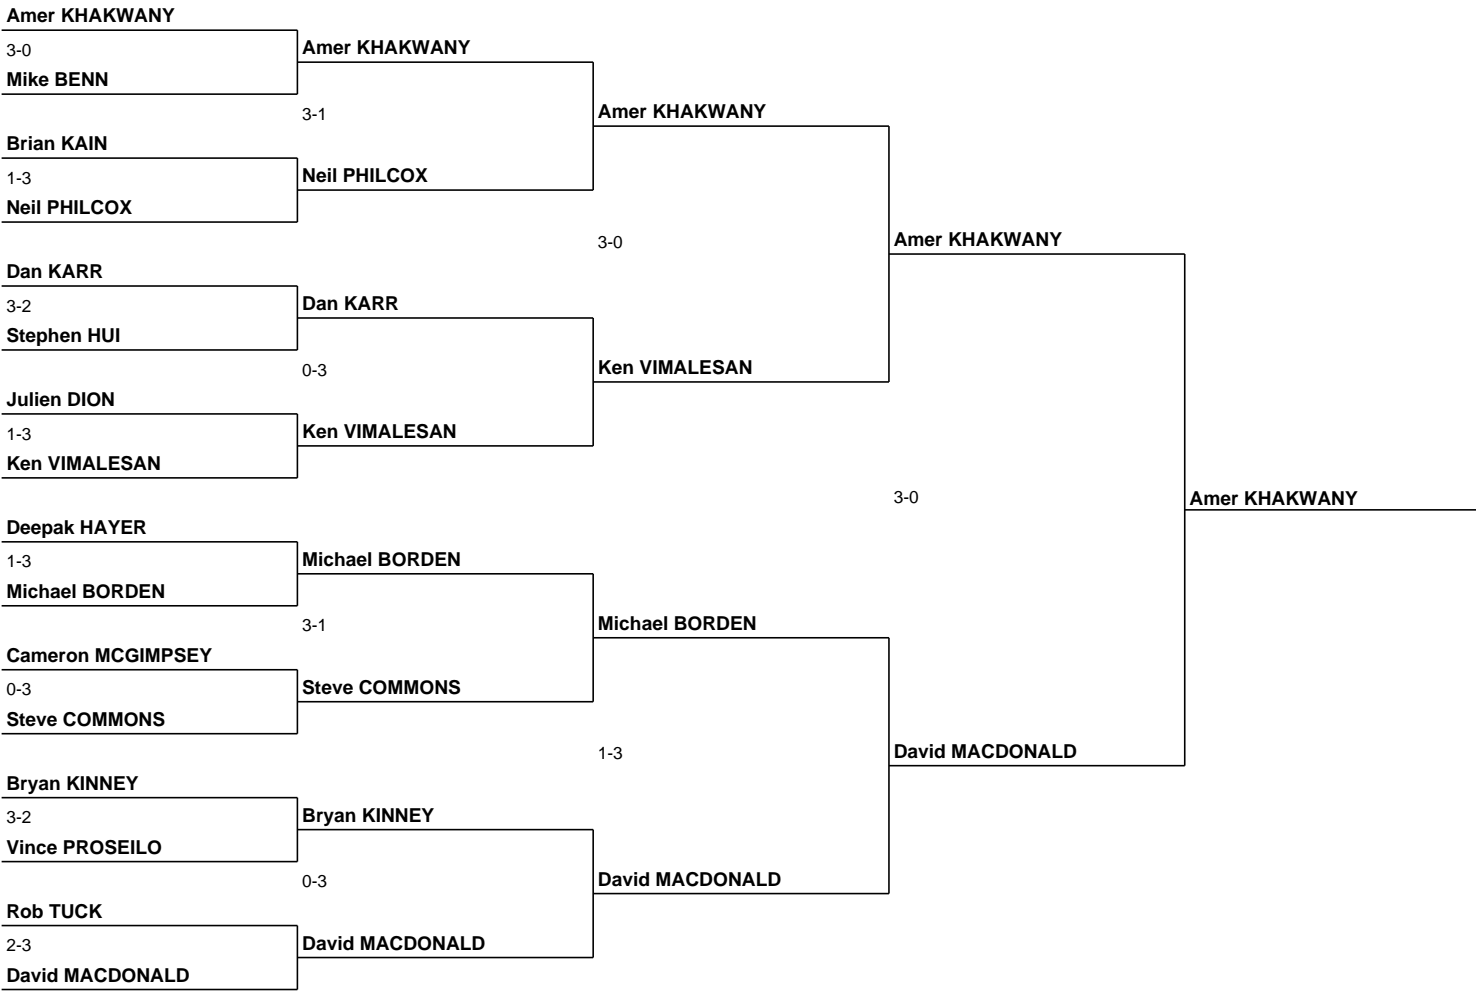 Amer KHAKWANY
3-0
Mike BENN
Brian KAIN
1-3
Neil PHILCOX
Dan KARR
3-2
Stephen HUI
Julien DION
1-3
Ken VIMALESAN
Deepak HAYER
1-3
Michael BORDEN
Cameron MCGIMPSEY
0-3
Steve COMMONS
Bryan KINNEY
3-2
Vince PROSEILO
Rob TUCK
2-3
David MACDONALD
Amer KHAKWANY
3-1
Neil PHILCOX
Dan KARR
0-3
Ken VIMALESAN
Michael BORDEN
3-1
Steve COMMONS
Bryan KINNEY
0-3
David MACDONALD
Amer KHAKWANY
3-0
Ken VIMALESAN
Michael BORDEN
1-3
David MACDONALD
Amer KHAKWANY
3-0
David MACDONALD
Amer KHAKWANY